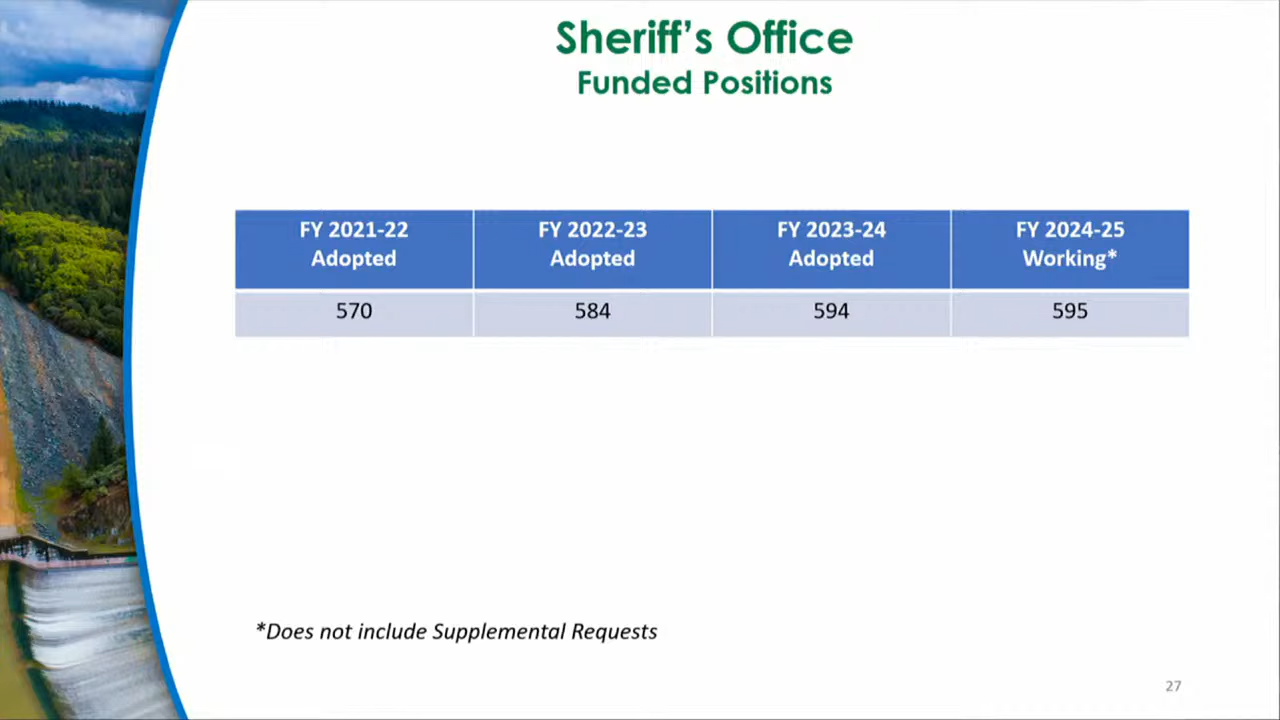 Sheriff’s Office
Funded Positions
FY 2021-22 Adopted
FY 2022-23 Adopted
FY 2023-24 Adopted
FY 2024-25 Working*
570
584
594
595
*Does not include Supplemental Requests
27